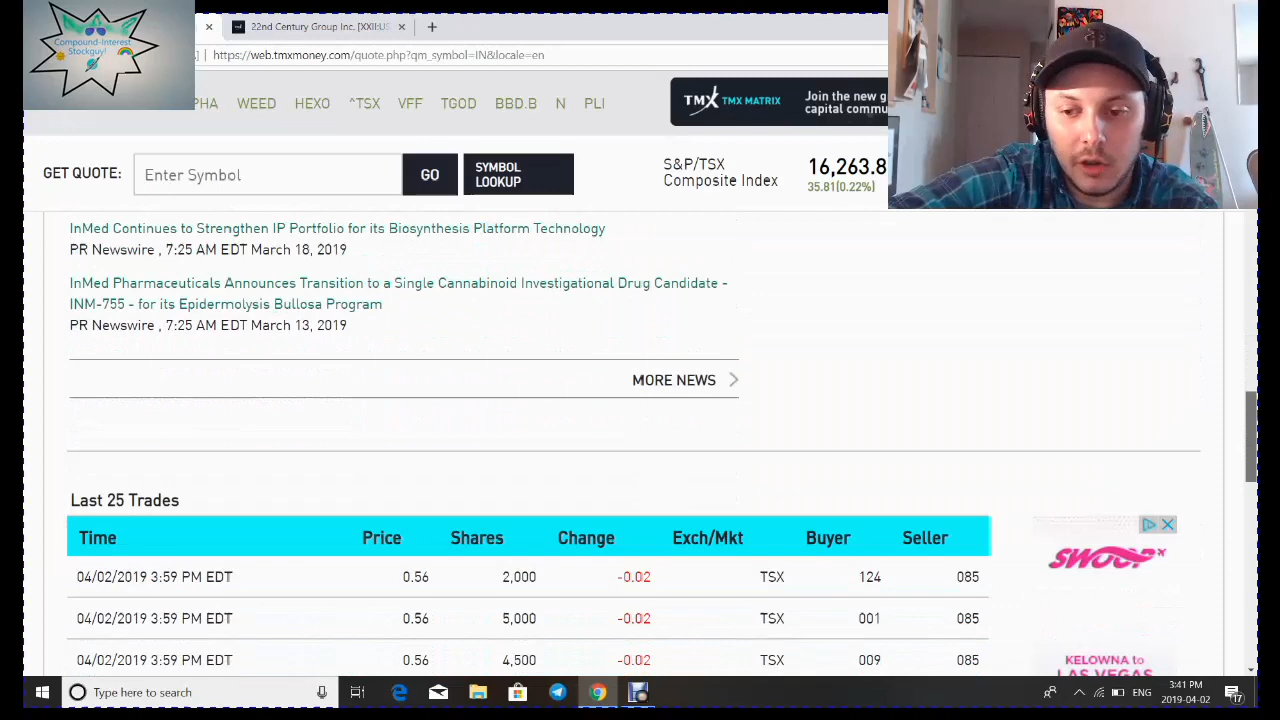 Compound-Interest
Stockguy!
22nd Century Group Inc. [XXII:US
https://web.tmxmoney.com/quote.php?qm_symbol=IN&locale=en
PHA WEED HEXO ^TSX VFF TGOD BBD.B N PLI
TMX TMX MATRIX
Join the new g
capital commu
GET QUOTE: Enter Symbol GO SYMBOL
LOOKUP
S&P/TSX
Composite Index
16,263.8
35.81(0.22%)
InMed Continues to Strengthen IP Portfolio for its Biosynthesis Platform Technology
PR Newswire , 7:25 AM EDT March 18, 2019
InMed Pharmaceuticals Announces Transition to a Single Cannabinoid Investigational Drug Candidate -
INM-755 - for its Epidermolysis Bullosa Program
PR Newswire , 7:25 AM EDT March 13, 2019
MORE NEWS
Last 25 Trades
Time Price Shares Change Exch/Mkt Buyer Seller
04/02/2019 3:59 PM EDT 0.56 2,000 -0.02 TSX 124 085
04/02/2019 3:59 PM EDT 0.56 5,000 -0.02 TSX 001 085
04/02/2019 3:59 PM EDT 0.56 4,500 -0.02 TSX 009 085
SWOOP
KELOWNA to
LAS VEGAS
Type here to search
ENG
3:41 PM
2019-04-02
17